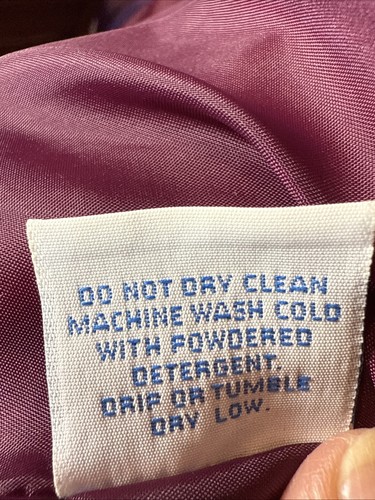 DO NOT DRY CLEAN
MACHINE WASH COLD
WITH POWDERED
DETERGENT.
DRIP OR TUMBLE
DRY LOW.